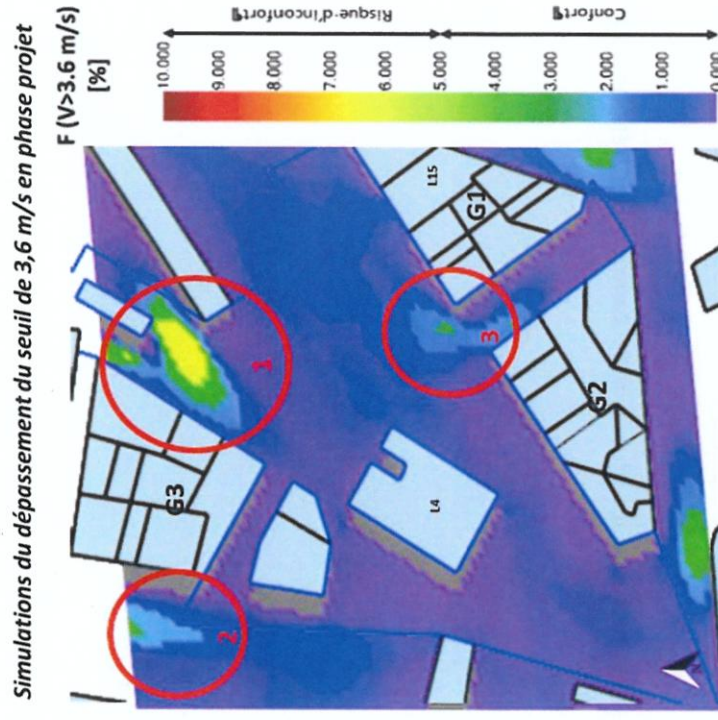 Simulations du dépassement du seuil de 3,6 m/s en phase projet
F (V>3.6 m/s)
[%]
10.000
9.000
8.000
7.000
6.000
5.000
4.000
3.000
2.000
1.000
0.000
Risque·d'inconfort¶
Confort¶
G3
1
2
L15
G1
3
L4
G2